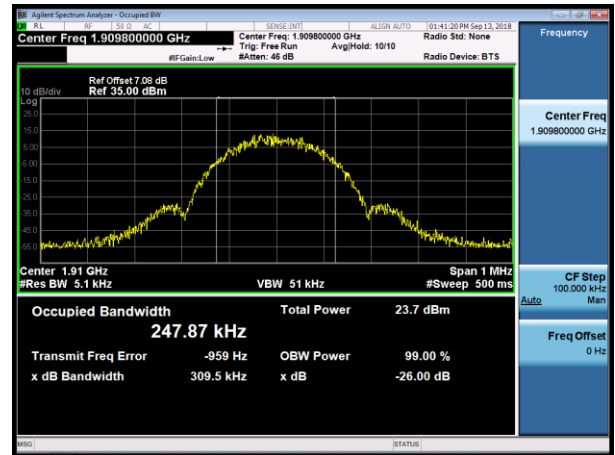 Agilent Spectrum Analyzer - Occupied BW
RL RF 50 Ω AC SENSE:INT ALIGN AUTO 01:41:20 PM Sep 13, 2018
Center Freq 1.909800000 GHz Center Freq: 1.909800000 GHz Radio Std: None
Trig: Free Run Avg|Hold: 10/10
#IFGain:Low #Atten: 46 dB Radio Device: BTS
Ref Offset 7.08 dB
10 dB/div Ref 35.00 dBm
Log
25.0
15.0
5.00
-5.00
-15.0
-25.0
-35.0
-45.0
-55.0
Center 1.91 GHz Span 1 MHz
#Res BW 5.1 kHz VBW 51 kHz #Sweep 500 ms
Occupied Bandwidth Total Power 23.7 dBm
247.87 kHz
Transmit Freq Error -959 Hz OBW Power 99.00 %
x dB Bandwidth 309.5 kHz x dB -26.00 dB
MSG STATUS
Frequency
Center Freq
1.909800000 GHz
CF Step
100.000 kHz
Auto Man
Freq Offset
0 Hz